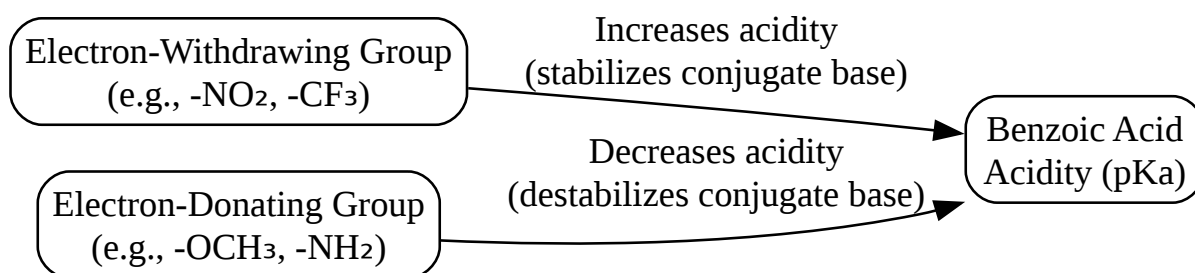 Electron-Withdrawing Group
(e.g., -NO₂, -CF₃)
Increases acidity
(stabilizes conjugate base)
Benzoic Acid
Acidity (pKa)
Decreases acidity
(destabilizes conjugate base)
Electron-Donating Group
(e.g., -OCH₃, -NH₂)